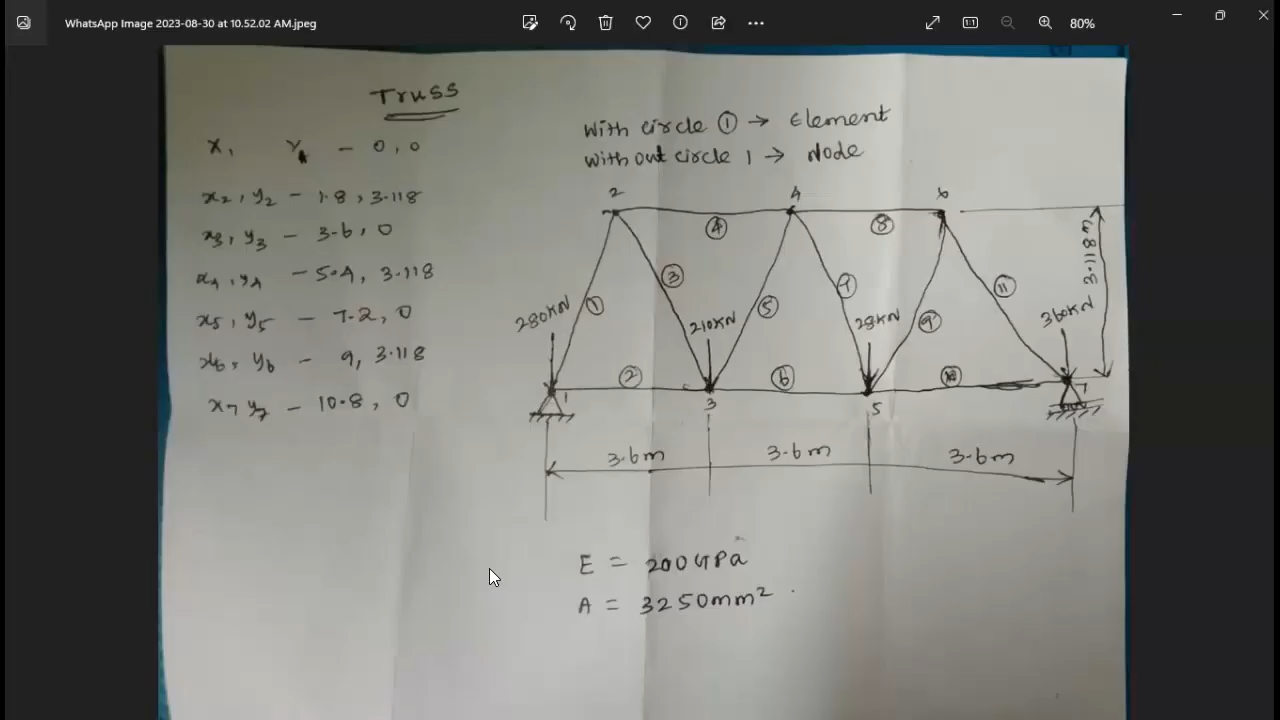 WhatsApp Image 2023-08-30 at 10.52.02 AM.jpeg
80%
Truss
x1 y1 - 0, 0
x2, y2 - 1.8, 3.118
x3, y3 - 3.6, 0
x4, y4 - 5.4, 3.118
x5, y5 - 7.2, 0
x6, y6 - 9, 3.118
x7 y7 - 10.8, 0
With circle ① → Element
Without circle 1 → Node
2 4 6
④ ⑧
③ ⑦ ⑪
① ⑤ ⑨
280KN 210KN 28KN 360KN
3.118m
② ⑥ ⑩
1 3 5 7
3.6m 3.6m 3.6m
E = 200GPa
A = 3250mm²